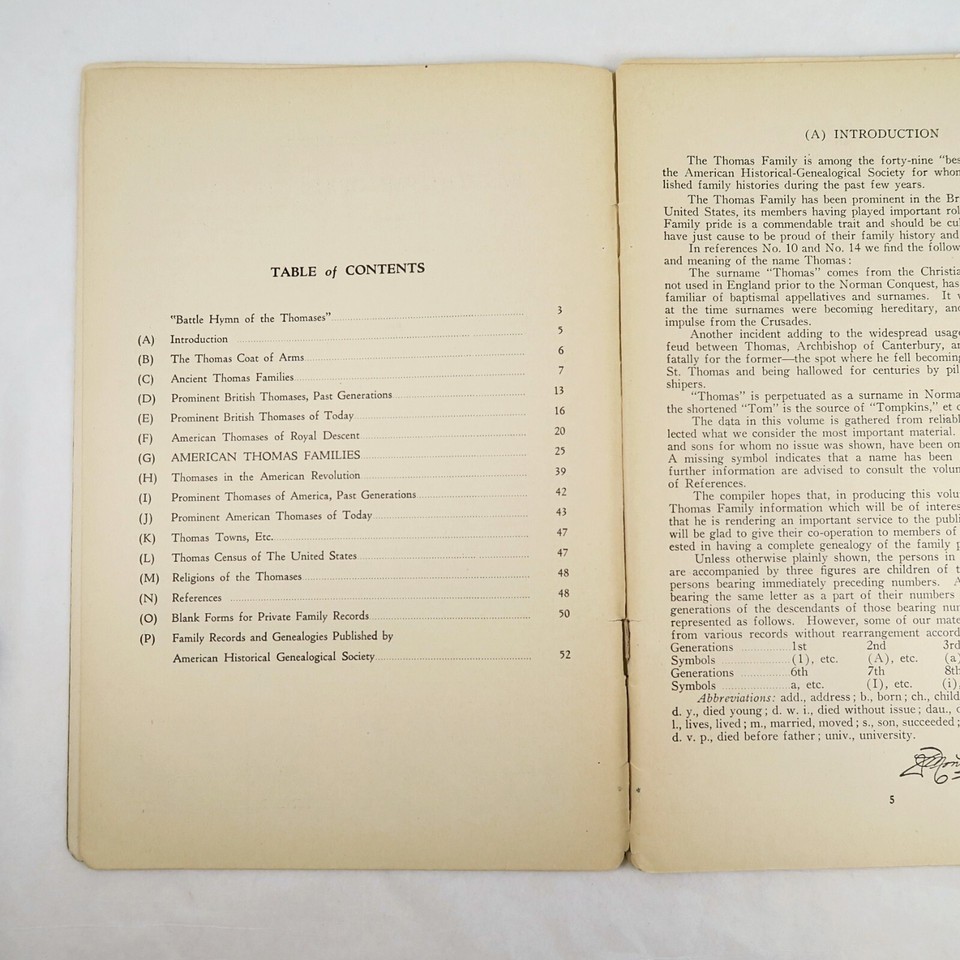 TABLE of CONTENTS
"Battle Hymn of the Thomases" 3
(A) Introduction 5
(B) The Thomas Coat of Arms 6
(C) Ancient Thomas Families 7
(D) Prominent British Thomases, Past Generations 13
(E) Prominent British Thomases of Today 16
(F) American Thomases of Royal Descent 20
(G) AMERICAN THOMAS FAMILIES 25
(H) Thomases in the American Revolution 39
(I) Prominent Thomases of America, Past Generations 42
(J) Prominent American Thomases of Today 43
(K) Thomas Towns, Etc. 47
(L) Thomas Census of The United States 47
(M) Religions of the Thomases 48
(N) References 48
(O) Blank Forms for Private Family Records 50
(P) Family Records and Genealogies Published by
American Historical Genealogical Society 52
(A) INTRODUCTION
The Thomas Family is among the forty-nine "bes
the American Historical-Genealogical Society for whom
lished family histories during the past few years.
The Thomas Family has been prominent in the Br
United States, its members having played important rol
Family pride is a commendable trait and should be cu
have just cause to be proud of their family history and
In references No. 10 and No. 14 we find the follow
and meaning of the name Thomas:
The surname "Thomas" comes from the Christia
not used in England prior to the Norman Conquest, has
familiar of baptismal appellatives and surnames. It
at the time surnames were becoming hereditary, and
impulse from the Crusades.
Another incident adding to the widespread usag
feud between Thomas, Archbishop of Canterbury, a
fatally for the former—the spot where he fell becoming
St. Thomas and being hallowed for centuries by pil
shipers.
"Thomas" is perpetuated as a surname in Norma
the shortened "Tom" is the source of "Tompkins," et
The data in this volume is gathered from reliabl
lected what we consider the most important material.
and sons for whom no issue was shown, have been om
A missing symbol indicates that a name has been
further information are advised to consult the volum
of References.
The compiler hopes that, in producing this volu
Thomas Family information which will be of interes
that he is rendering an important service to the publi
will be glad to give their co-operation to members of
ested in having a complete genealogy of the family
Unless otherwise plainly shown, the persons in
are accompanied by three figures are children of t
persons bearing immediately preceding numbers. A
bearing the same letter as a part of their numbers
generations of the descendants of those bearing num
represented as follows. However, some of our mate
from various records without rearrangement accord
Generations 1st 2nd 3rd
Symbols (1), etc. (A), etc. (a)
Generations 6th 7th 8th
Symbols a, etc. (I), etc. (i),
Abbreviations: add., address; b., born; ch., child
d. y., died young; d. w. i., died without issue; dau.,
l., lives, lived; m., married, moved; s., son, succeeded;
d. v. p., died before father; univ., university.
5